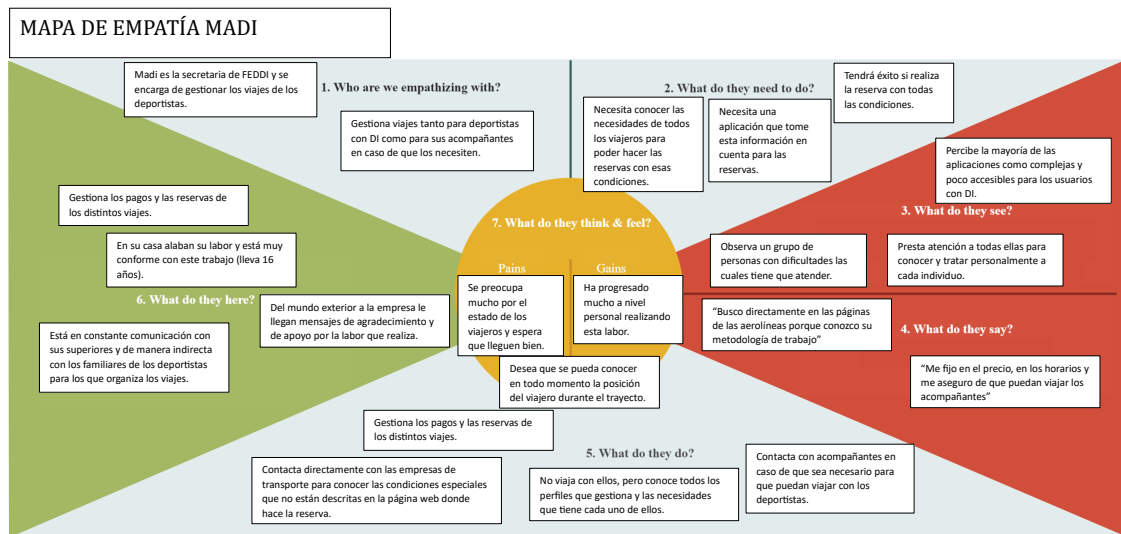 MAPA DE EMPATÍA MADI
Madi es la secretaria de FEDDI y se
encarga de gestionar los viajes de los
deportistas.
1. Who are we empathizing with?
Gestiona viajes tanto para deportistas
con DI como para sus acompañantes
en caso de que los necesiten.
2. What do they need to do?
Tendrá éxito si realiza
la reserva con todas
las condiciones.
Necesita conocer las
necesidades de todos
los viajeros para
poder hacer las
reservas con esas
condiciones.
Necesita una
aplicación que tome
esta información en
cuenta para las
reservas.
Percibe la mayoría de las
aplicaciones como complejas y
poco accesibles para los usuarios
con DI.
3. What do they see?
Observa un grupo de
personas con dificultades las
cuales tiene que atender.
Presta atención a todas ellas para
conocer y tratar personalmente a
cada individuo.
“Busco directamente en las páginas
de las aerolíneas porque conozco su
metodología de trabajo”
4. What do they say?
“Me fijo en el precio, en los horarios y
me aseguro de que puedan viajar los
acompañantes”
7. What do they think & feel?
Pains
Gains
Se preocupa
mucho por el
estado de los
viajeros y espera
que lleguen bien.
Ha progresado
mucho a nivel
personal realizando
esta labor.
Desea que se pueda conocer
en todo momento la posición
del viajero durante el trayecto.
Gestiona los pagos y las reservas de
los distintos viajes.
En su casa alaban su labor y está muy
conforme con este trabajo (lleva 16
años).
6. What do they here?
Del mundo exterior a la empresa le
llegan mensajes de agradecimiento y
de apoyo por la labor que realiza.
Está en constante comunicación con
sus superiores y de manera indirecta
con los familiares de los deportistas
para los que organiza los viajes.
Gestiona los pagos y las reservas de
los distintos viajes.
5. What do they do?
Contacta directamente con las empresas de
transporte para conocer las condiciones especiales
que no están descritas en la página web donde
hace la reserva.
No viaja con ellos, pero conoce todos los
perfiles que gestiona y las necesidades
que tiene cada uno de ellos.
Contacta con acompañantes en
caso de que sea necesario para
que puedan viajar con los
deportistas.